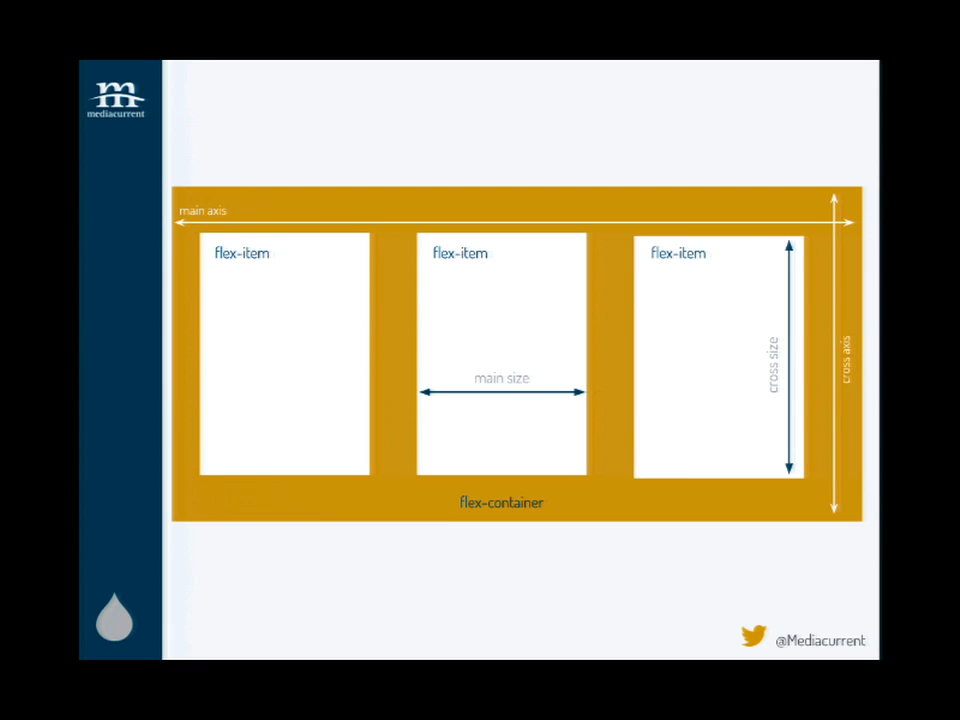 mediacurrent
main axis
flex-item
flex-item
flex-item
main size
cross size
cross axis
flex-container
@Mediacurrent